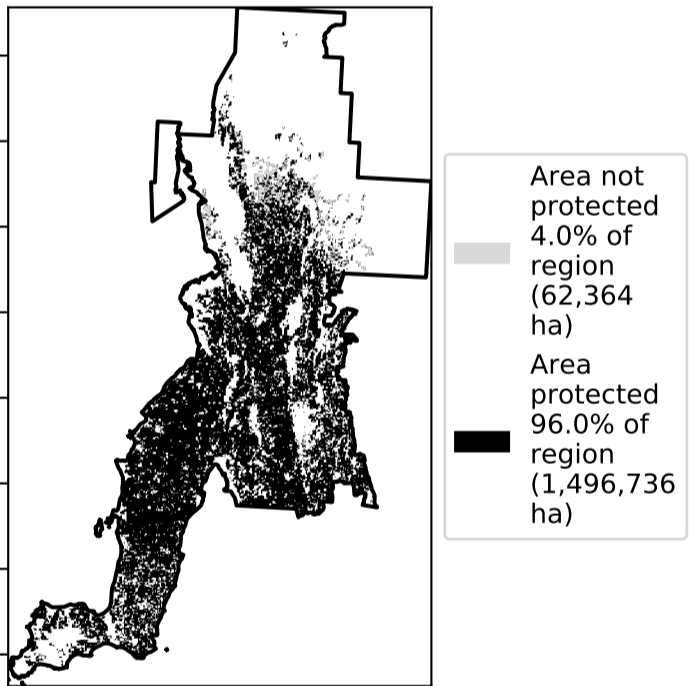 Area not
protected
4.0% of
region
(62,364
ha)
Area
protected
96.0% of
region
(1,496,736
ha)